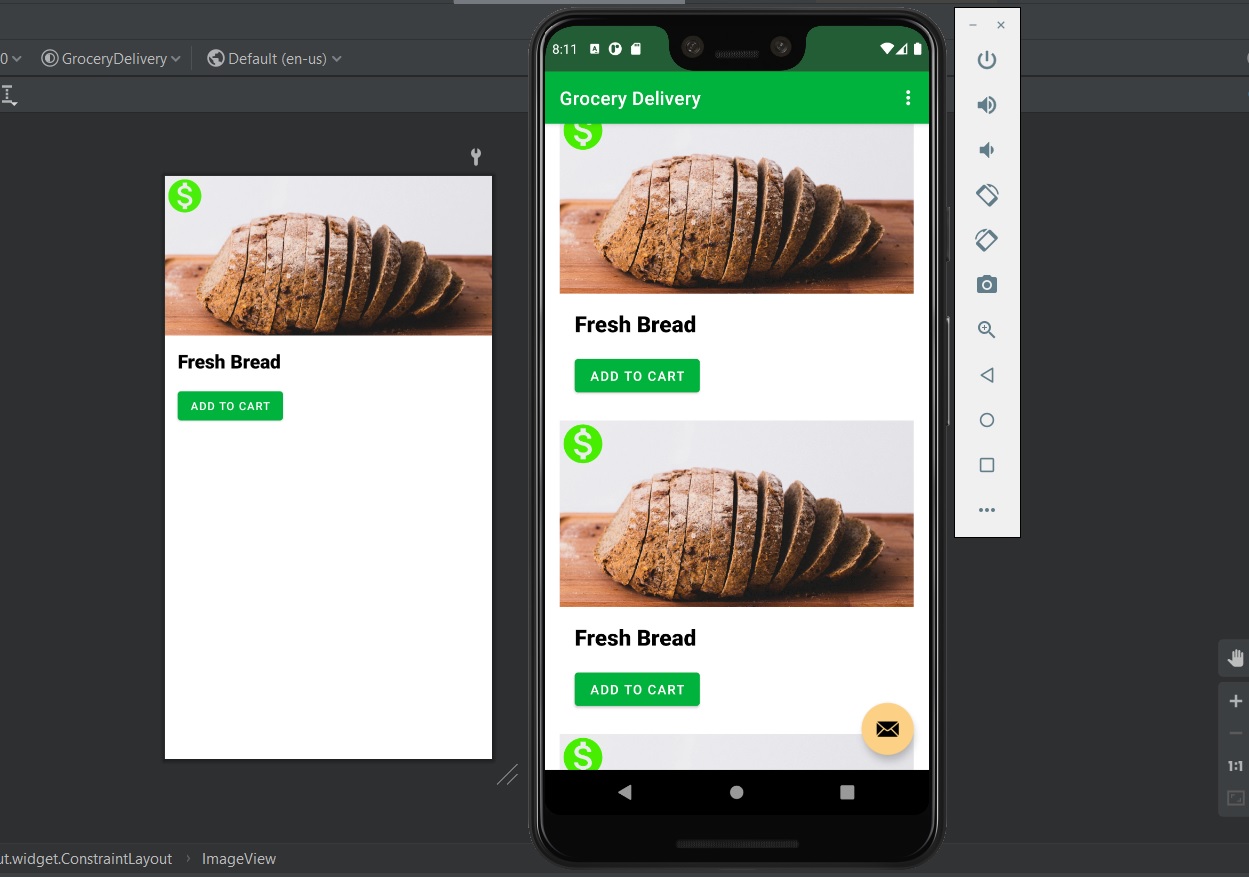 0
GroceryDelivery
Default (en-us)
$
Fresh Bread
ADD TO CART
8:11
Grocery Delivery
$
Fresh Bread
ADD TO CART
$
Fresh Bread
ADD TO CART
$
1:1
ut.widget.ConstraintLayout › ImageView